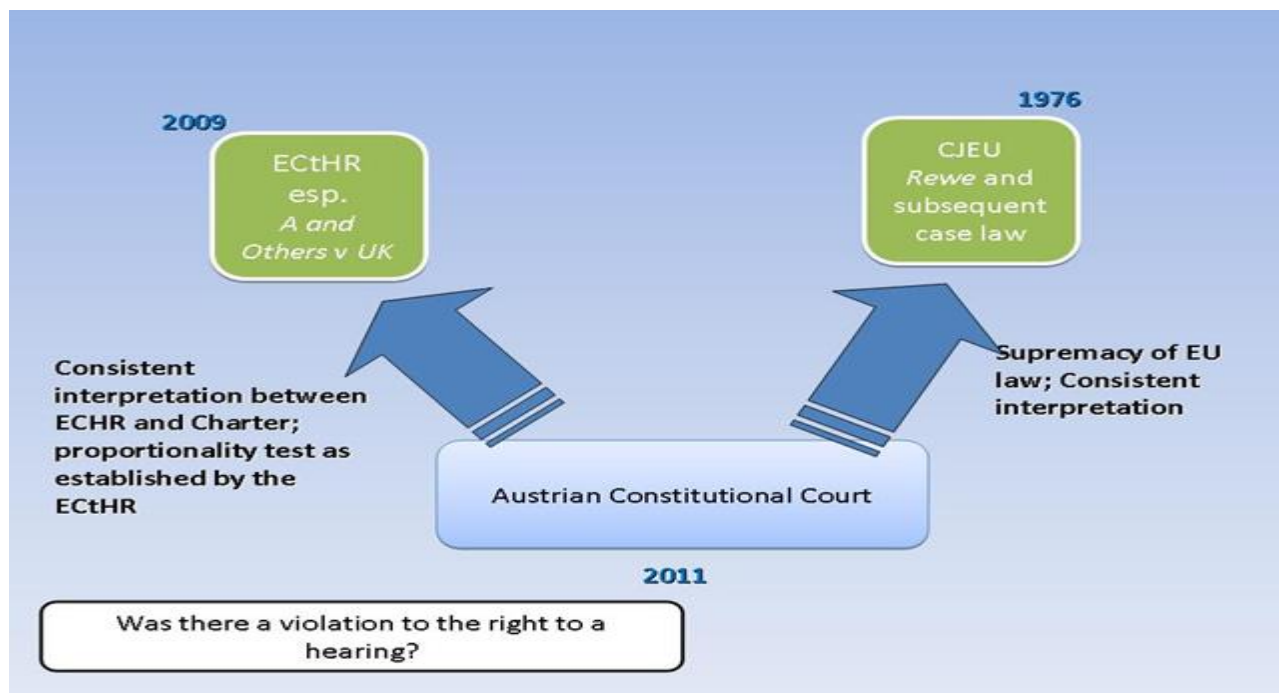 2009
ECtHR
esp.
A and
Others v UK
1976
CJEU
Rewe and
subsequent
case law
Consistent
interpretation between
ECHR and Charter;
proportionality test as
established by the
ECtHR
Supremacy of EU
law; Consistent
interpretation
Austrian Constitutional Court
2011
Was there a violation to the right to a
hearing?